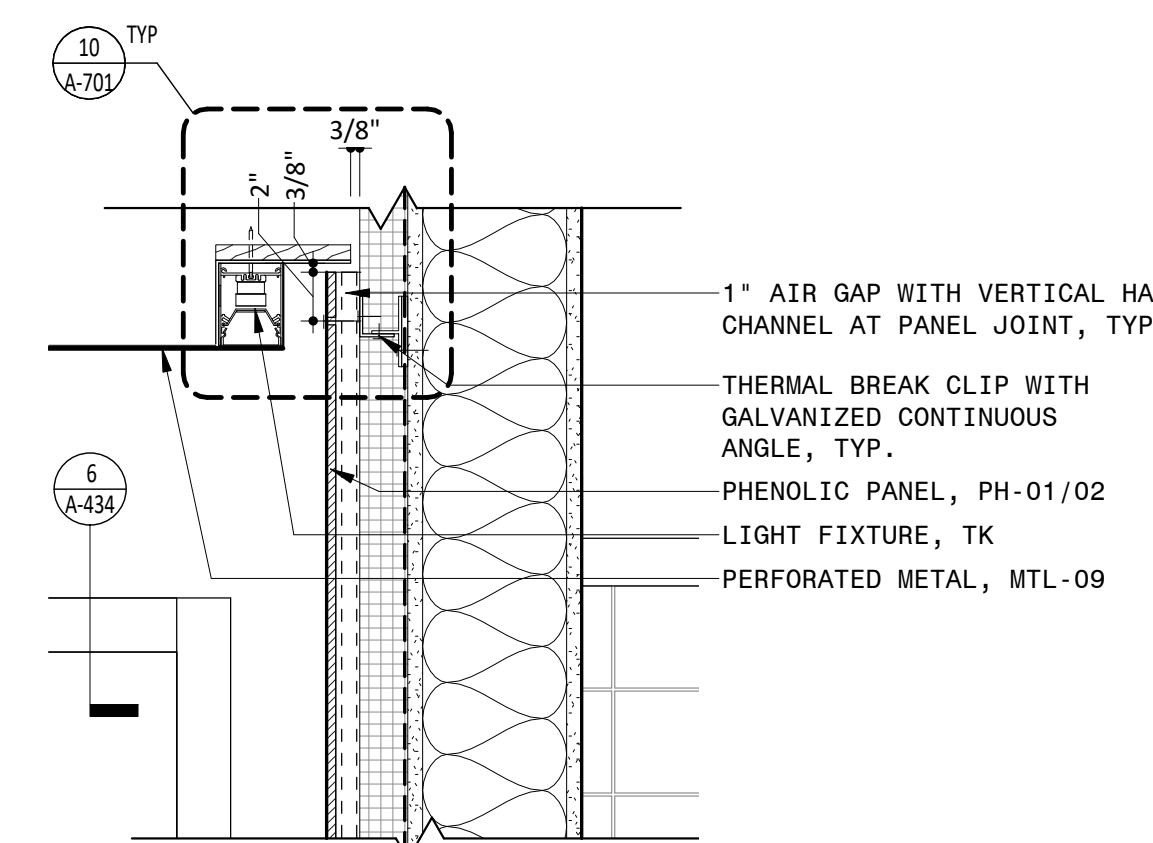 10
A-701
TYP
3/8"
2"
3/8"
1" AIR GAP WITH VERTICAL HA
CHANNEL AT PANEL JOINT, TYP
THERMAL BREAK CLIP WITH
GALVANIZED CONTINUOUS
ANGLE, TYP.
PHENOLIC PANEL, PH-01/02
LIGHT FIXTURE, TK
PERFORATED METAL, MTL-09
6
A-434